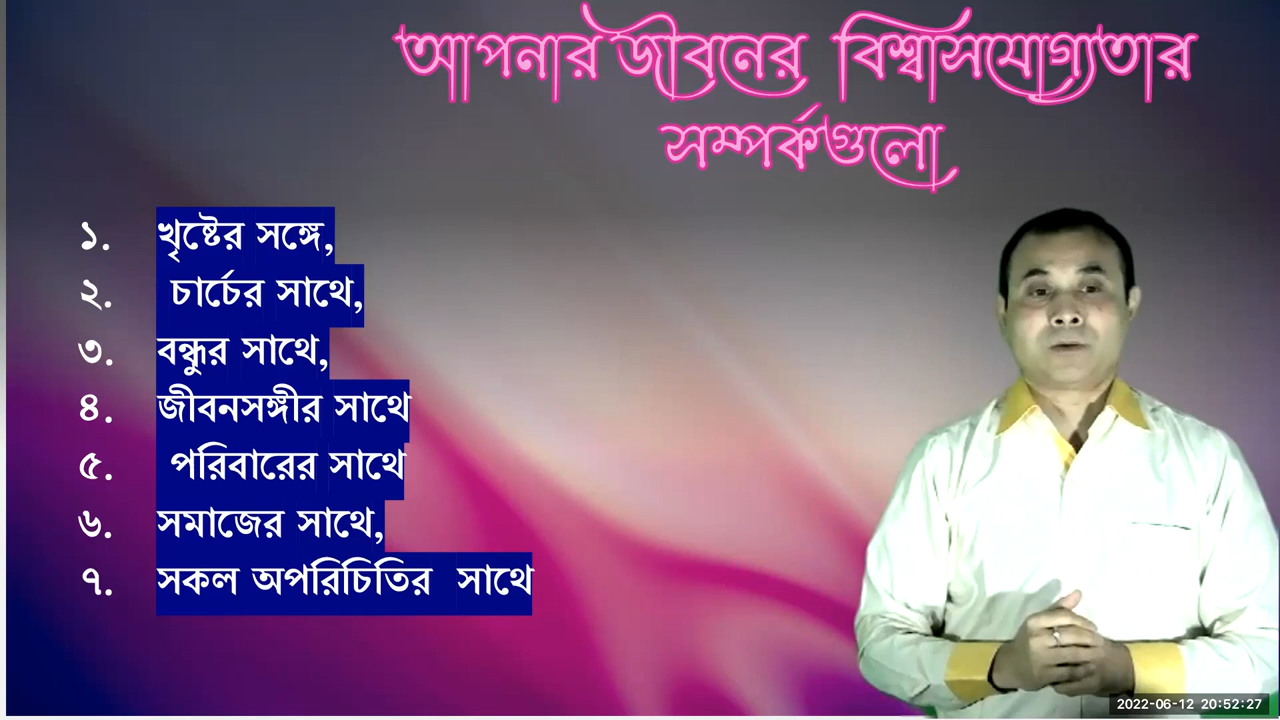 আপনার জীবনের বিশ্বাসযোগ্যতার
সম্পর্কগুলো
১. খৃষ্টের সঙ্গে,
২. চার্চের সাথে,
৩. বন্ধুর সাথে,
৪. জীবনসঙ্গীর সাথে
৫. পরিবারের সাথে
৬. সমাজের সাথে,
৭. সকল অপরিচিতির সাথে
2022-06-12 20:52:27